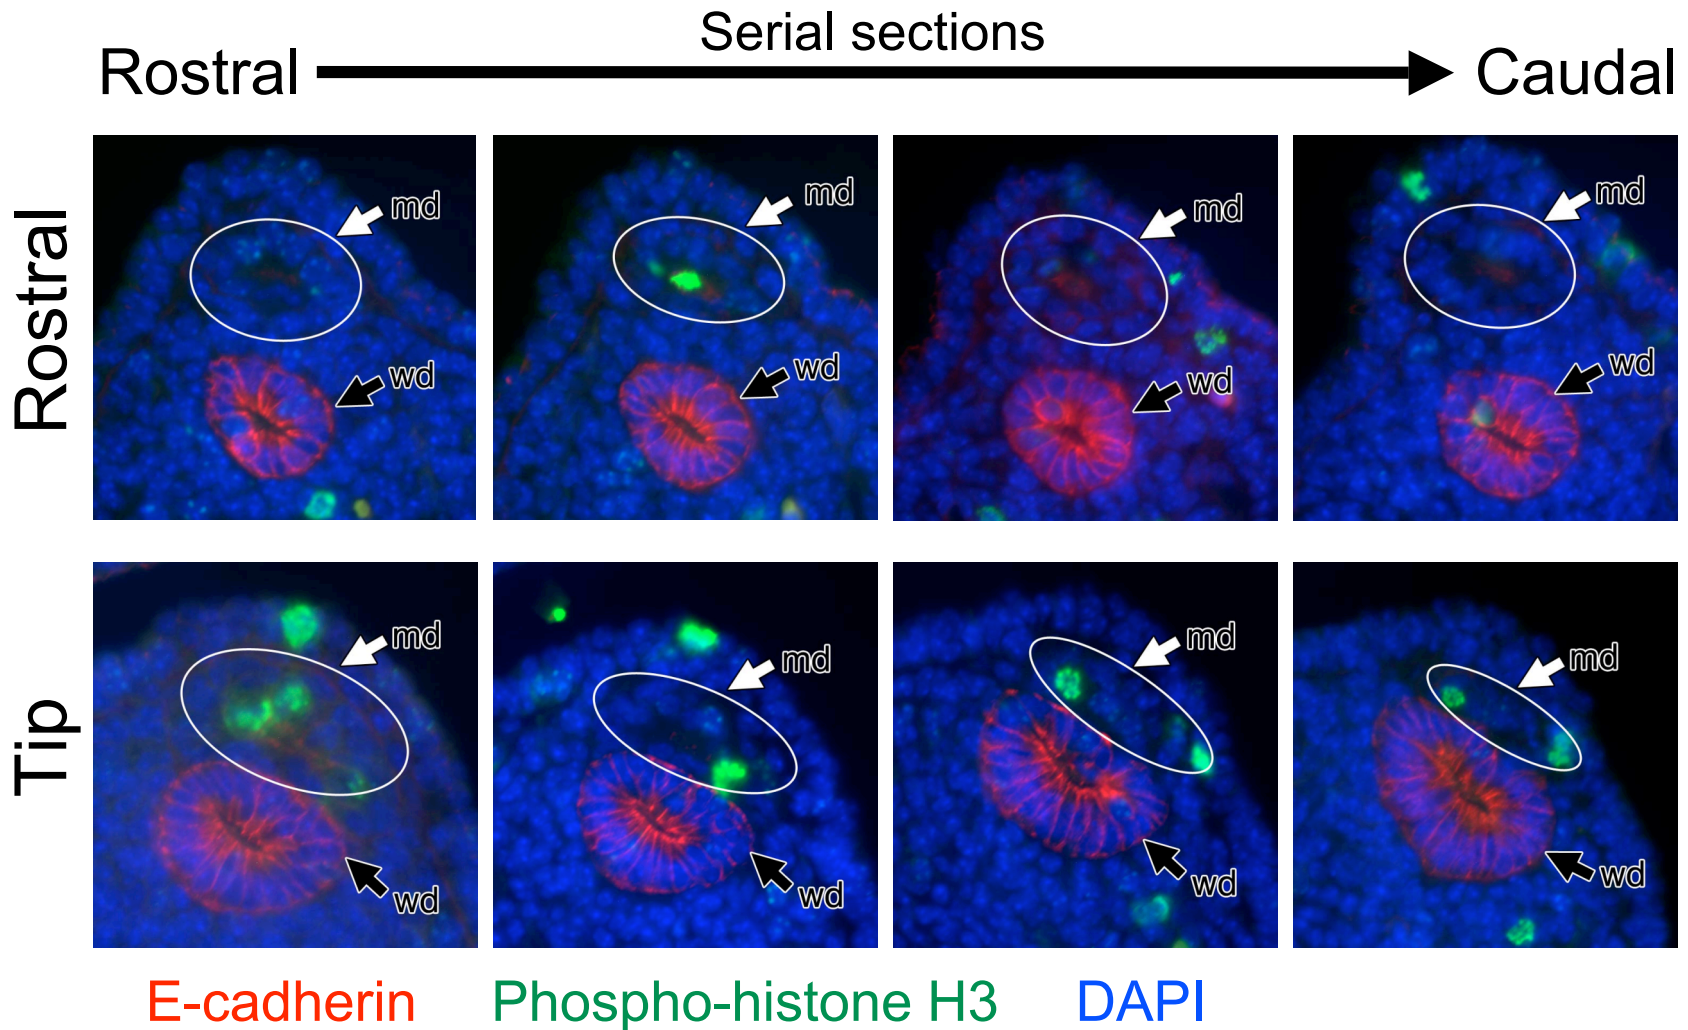 Serial sections
Rostral
Caudal
Rostral
md
wd
md
wd
md
wd
md
wd
Tip
md
wd
md
wd
md
wd
md
wd
E-cadherin
Phospho-histone H3
DAPI